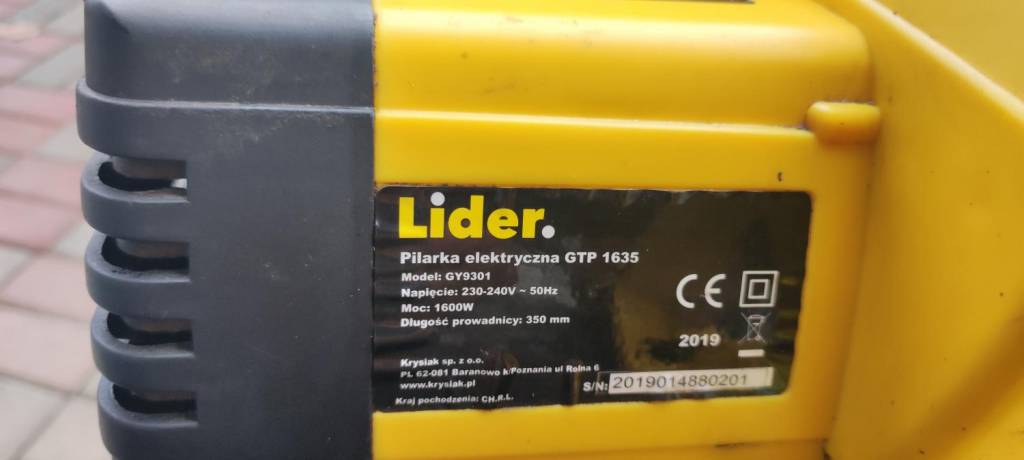 Lider.
Pilarka elektryczna GTP 1635
Model: GY9301
Napięcie: 230-240V ~ 50Hz
Moc: 1600W
Długość prowadnicy: 350 mm
CE
2019
Krysiak sp. z o.o.
PL 62-081 Baranowo k/Poznania ul Rolna 6
www.krysiak.pl
S/N: 2019014880201
Kraj pochodzenia: CH.R.L.